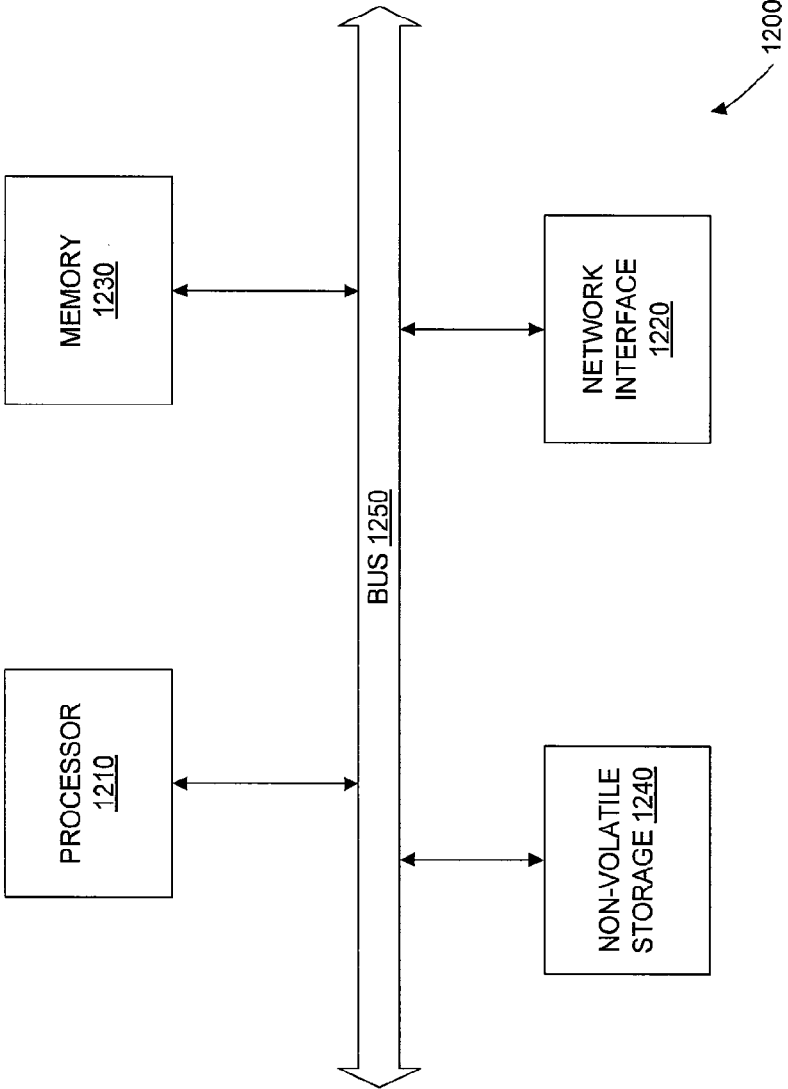 PROCESSOR
1210
MEMORY
1230
BUS 1250
NON-VOLATILE
STORAGE 1240
NETWORK
INTERFACE
1220
1200